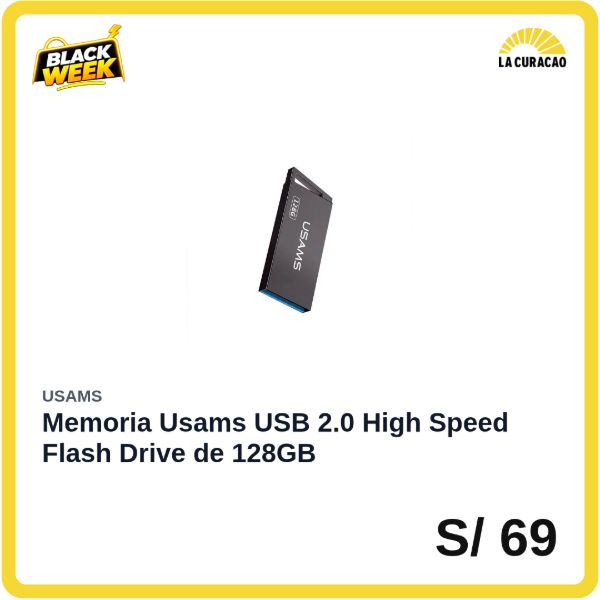 BLACK
WEEK
LA CURACAO
128G
USAMS
USAMS
Memoria Usams USB 2.0 High Speed
Flash Drive de 128GB
S/ 69